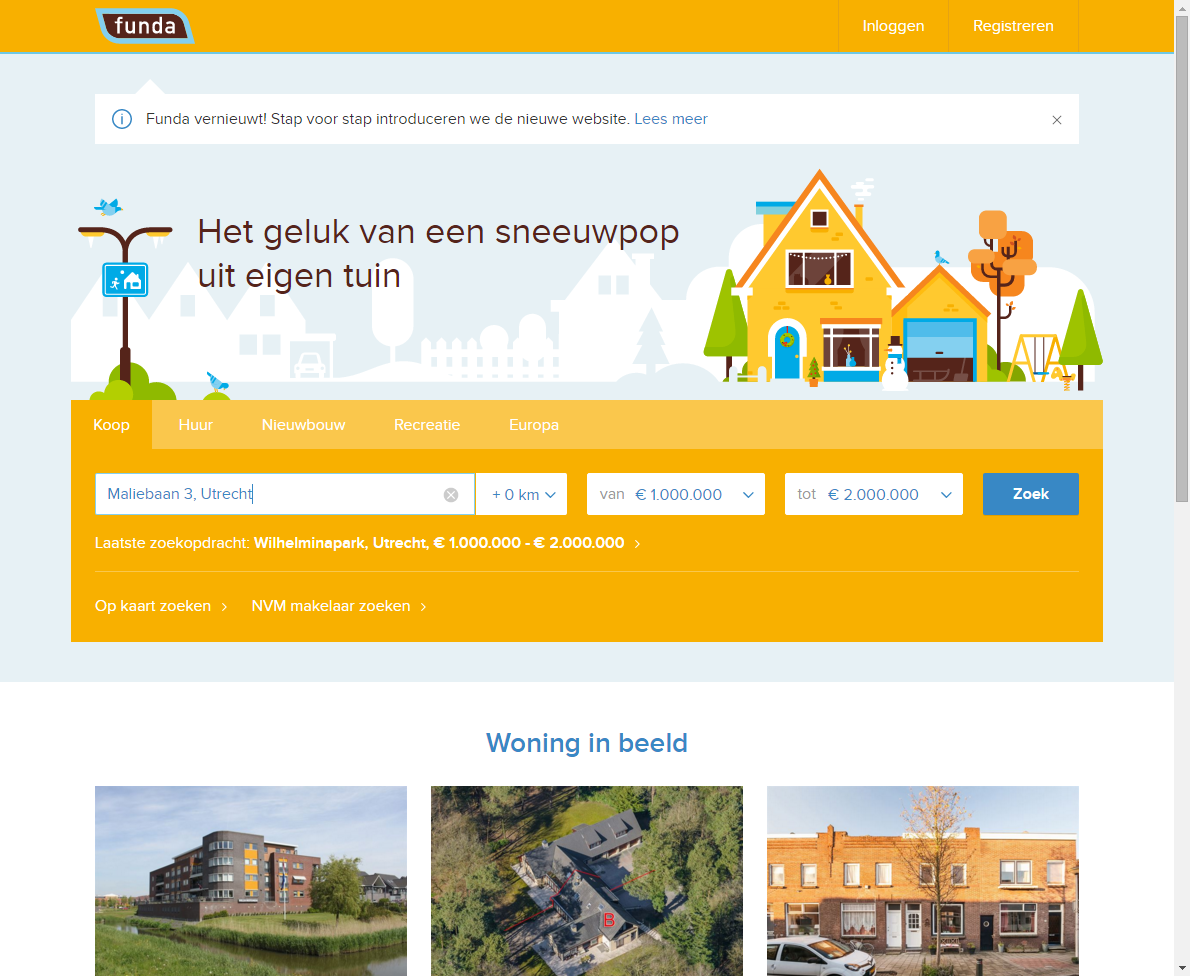 funda
Inloggen
Registreren
Funda vernieuwt! Stap voor stap introduceren we de nieuwe website. Lees meer
Het geluk van een sneeuwpop
uit eigen tuin
Koop
Huur
Nieuwbouw
Recreatie
Europa
Maliebaan 3, Utrecht
+ 0 km
van € 1.000.000
tot € 2.000.000
Zoek
Laatste zoekopdracht: Wilhelminapark, Utrecht, € 1.000.000 - € 2.000.000
Op kaart zoeken
NVM makelaar zoeken
Woning in beeld
B